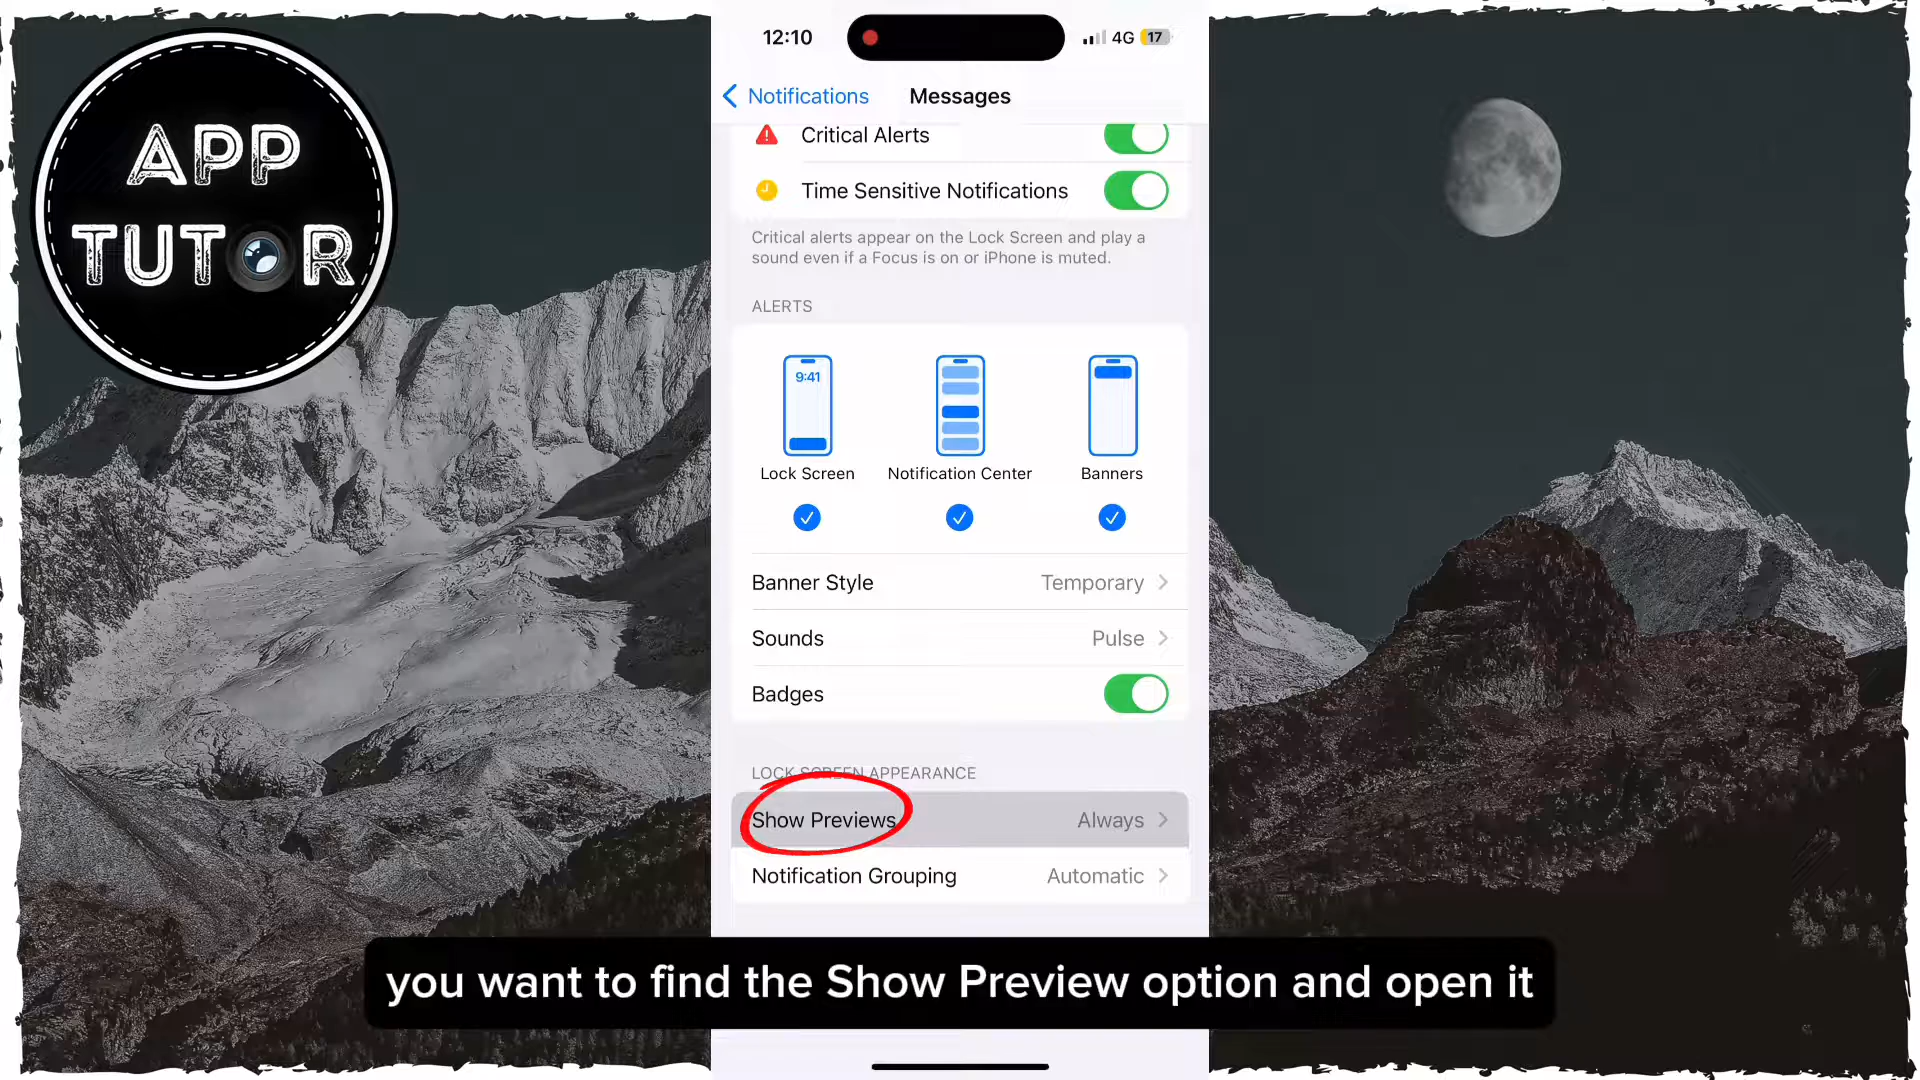 APP
TUTOR
12:10
4G 17
Notifications
Messages
Critical Alerts
Time Sensitive Notifications
Critical alerts appear on the Lock Screen and play a
sound even if a Focus is on or iPhone is muted.
ALERTS
9:41
Lock Screen
Notification Center
Banners
Banner Style
Temporary
Sounds
Pulse
Badges
LOCK SCREEN APPEARANCE
Show Previews
Always
Notification Grouping
Automatic
you want to find the Show Preview option and open it